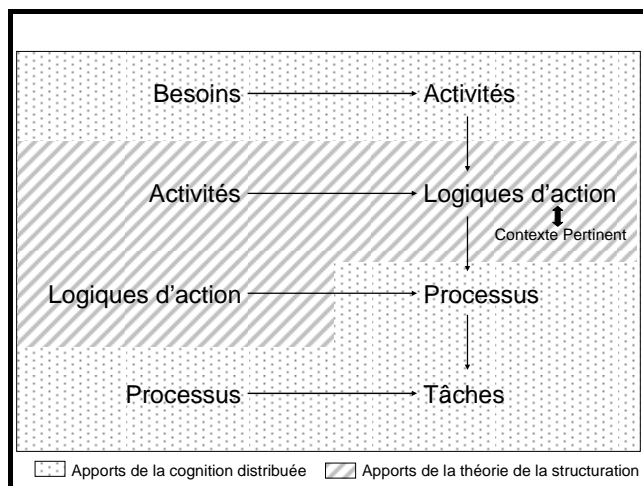 Besoins Activités
Activités Logiques d'action
Contexte Pertinent
Logiques d'action Processus
Processus Tâches
Apports de la cognition distribuée Apports de la théorie de la structuration